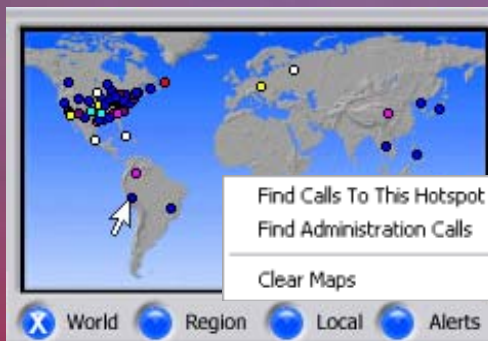 Find Calls To This Hotspot
Find Administration Calls
Clear Maps
X World Region Local Alerts